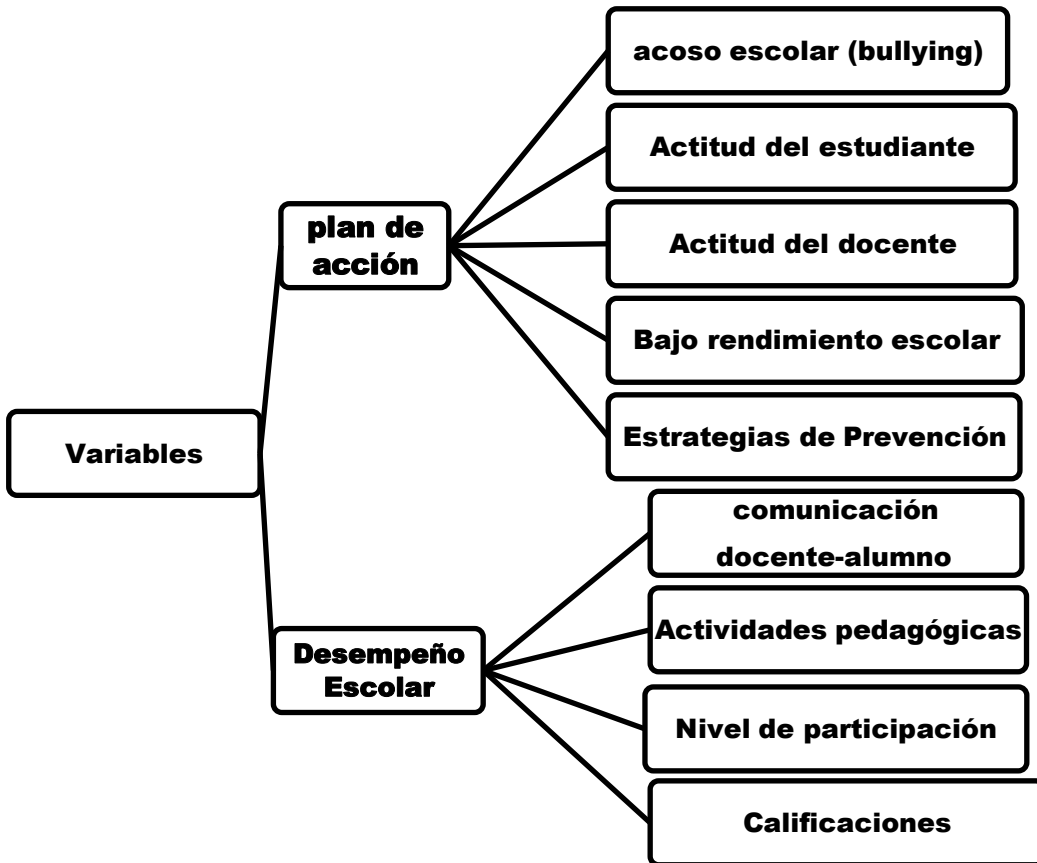 Variables
plan de
acción
acoso escolar (bullying)
Actitud del estudiante
Actitud del docente
Bajo rendimiento escolar
Estrategias de Prevención
Desempeño
Escolar
comunicación
docente-alumno
Actividades pedagógicas
Nivel de participación
Calificaciones